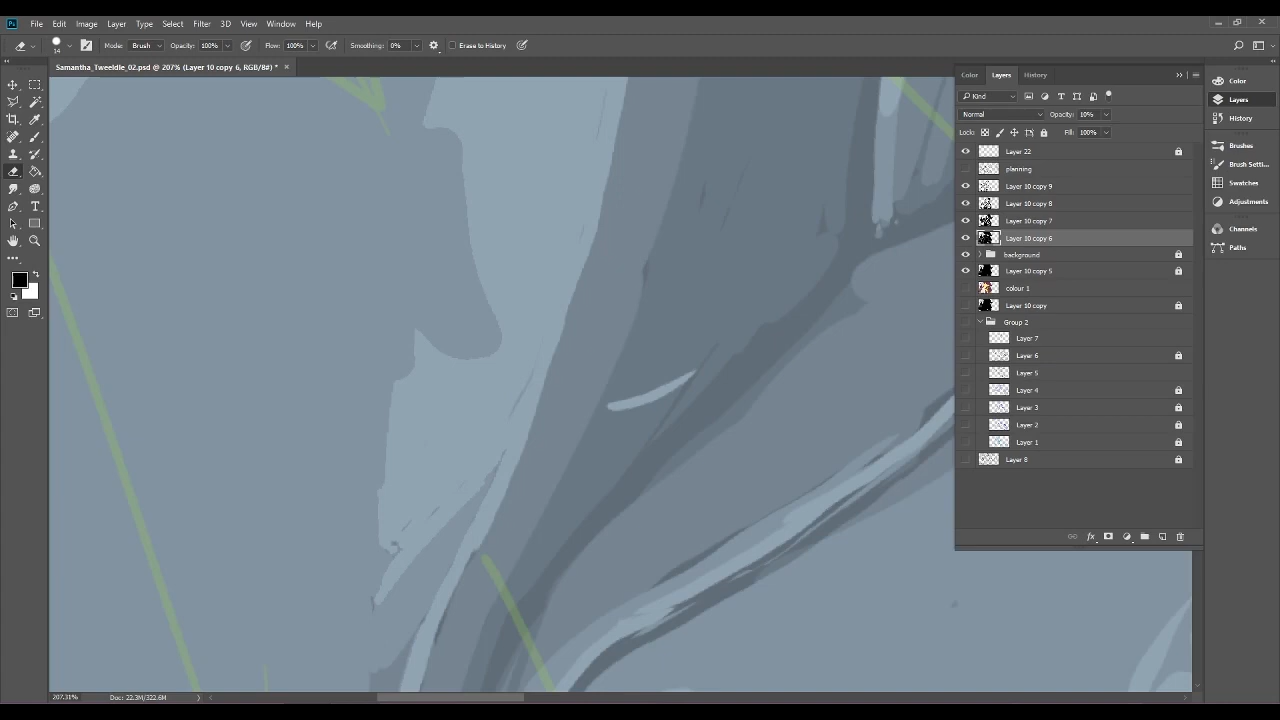 Ps File Edit Image Layer Type Select Filter 3D View Window Help
14 Mode: Brush Opacity: 100% Flow: 100% Smoothing: 0% Erase to History
Samantha_Tweeldle_02.psd @ 207% (Layer 10 copy 6, RGB/8#) * ×
Color Layers History
Kind
Normal Opacity: 10%
Lock: Fill: 100%
Layer 22
planning
Layer 10 copy 9
Layer 10 copy 8
Layer 10 copy 7
Layer 10 copy 6
background
Layer 10 copy 5
colour 1
Layer 10 copy
Group 2
Layer 7
Layer 6
Layer 5
Layer 4
Layer 3
Layer 2
Layer 1
Layer 8
fx
Color
Layers
History
Brushes
Brush Setti...
Swatches
Adjustments
Channels
Paths
207.31% Doc: 22.3M/322.6M